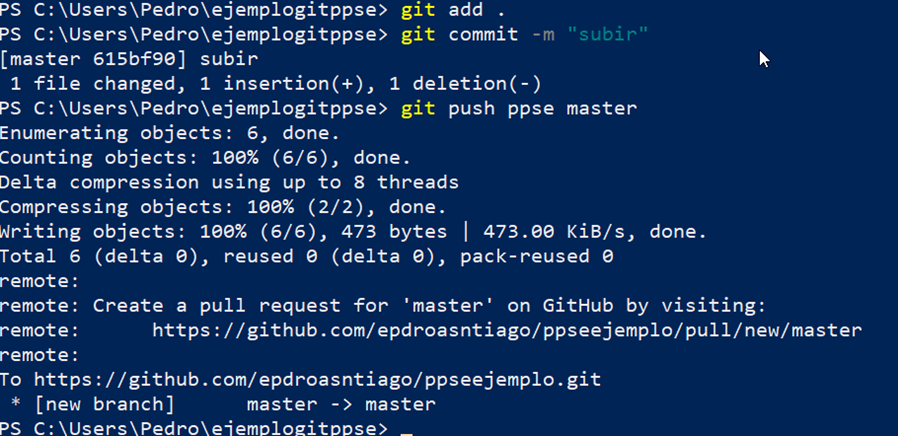 PS C:\Users\Pedro\ejemplogitppse> git add .
PS C:\Users\Pedro\ejemplogitppse> git commit -m "subir"
[master 615bf90] subir
 1 file changed, 1 insertion(+), 1 deletion(-)
PS C:\Users\Pedro\ejemplogitppse> git push ppse master
Enumerating objects: 6, done.
Counting objects: 100% (6/6), done.
Delta compression using up to 8 threads
Compressing objects: 100% (2/2), done.
Writing objects: 100% (6/6), 473 bytes | 473.00 KiB/s, done.
Total 6 (delta 0), reused 0 (delta 0), pack-reused 0
remote:
remote: Create a pull request for 'master' on GitHub by visiting:
remote:      https://github.com/epdroasntiago/ppseejemplo/pull/new/master
remote:
To https://github.com/epdroasntiago/ppseejemplo.git
 * [new branch]      master -> master
PS C:\Users\Pedro\ejemplogitppse> _